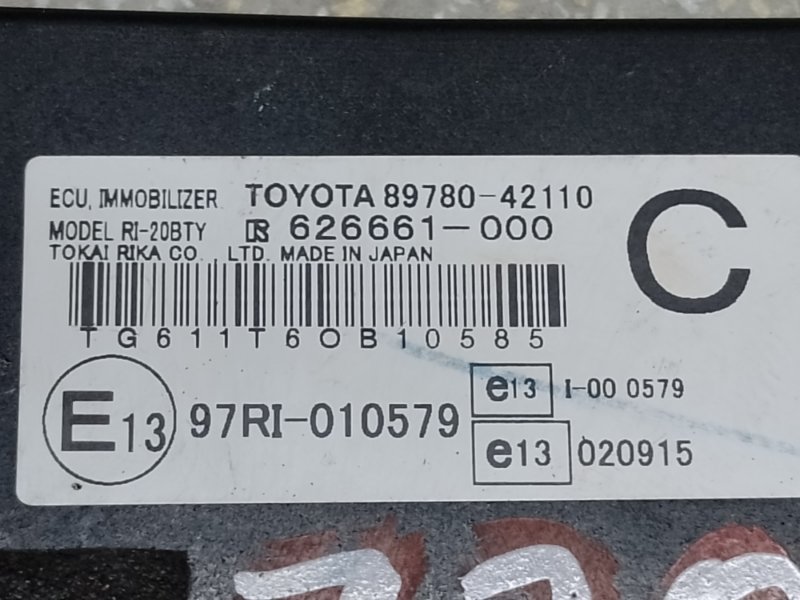 ECU, IMMOBILIZER TOYOTA 89780-42110
MODEL RI-20BTY R 626661-000
TOKAI RIKA CO., LTD. MADE IN JAPAN
C
TG611T60B10585
E13 97RI-010579
e13 I-00 0579
e13 020915